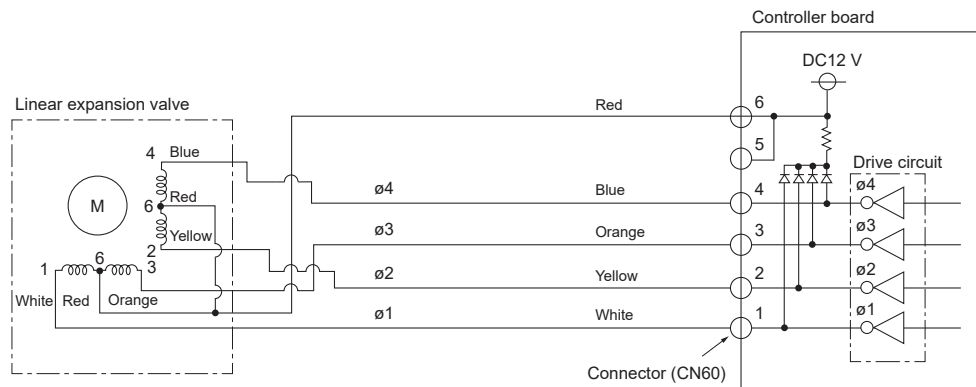 Controller board
DC12 V
Linear expansion valve
Red
6
5
4 Blue
Drive circuit
M
Red
6
ø4
Blue
4
ø4
Yellow
2
ø3
Orange
3
ø3
1
6
3
ø2
Yellow
2
ø2
White
Red
Orange
ø1
White
1
ø1
Connector (CN60)